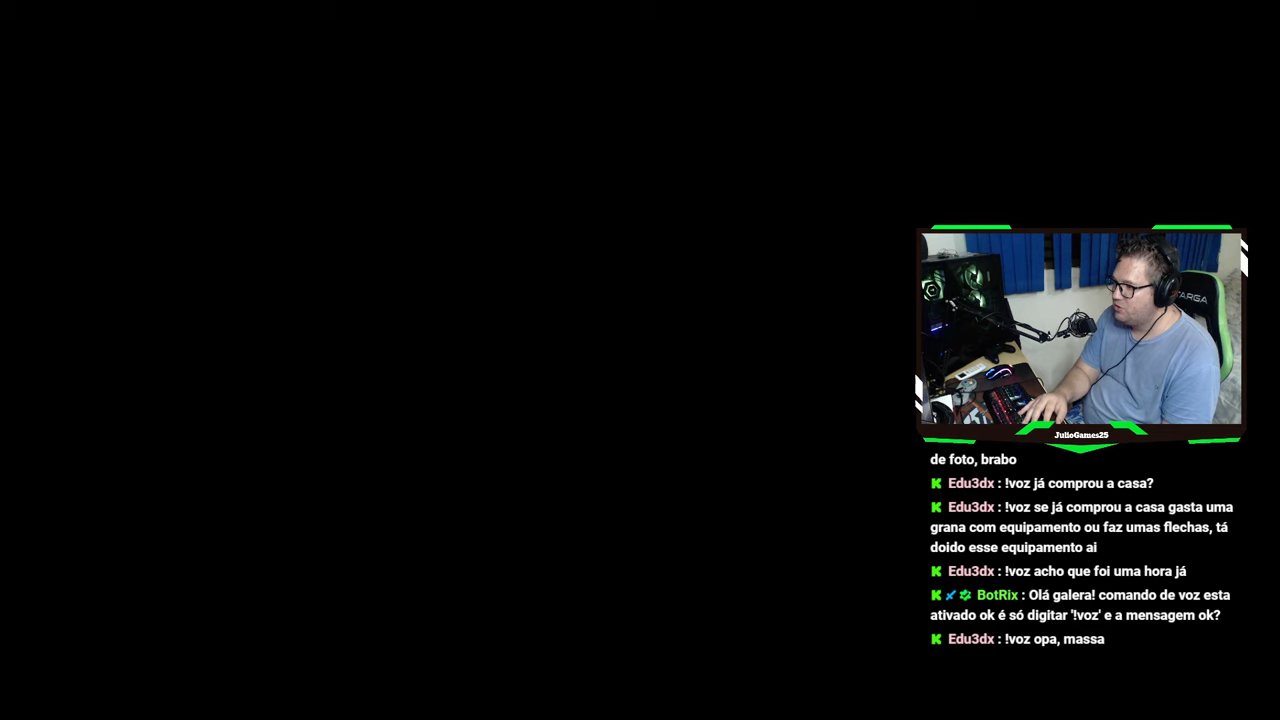 ARGA
JulioGames25
de foto, brabo
Edu3dx : !voz já comprou a casa?
Edu3dx : !voz se já comprou a casa gasta uma
grana com equipamento ou faz umas flechas, tá
doido esse equipamento ai
Edu3dx : !voz acho que foi uma hora já
BotRix : Olá galera! comando de voz esta
ativado ok é só digitar '!voz' e a mensagem ok?
Edu3dx : !voz opa, massa